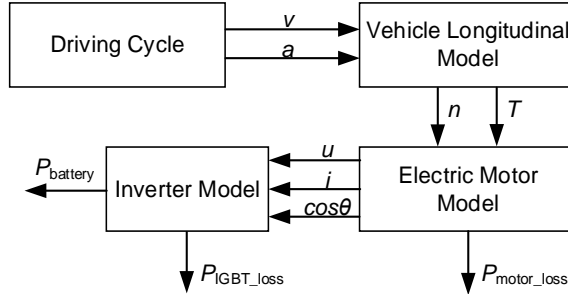 Driving Cycle
v
a
Vehicle Longitudinal
Model
n
T
Electric Motor
Model
u
i
cosθ
Inverter Model
P_battery
P_IGBT_loss
P_motor_loss